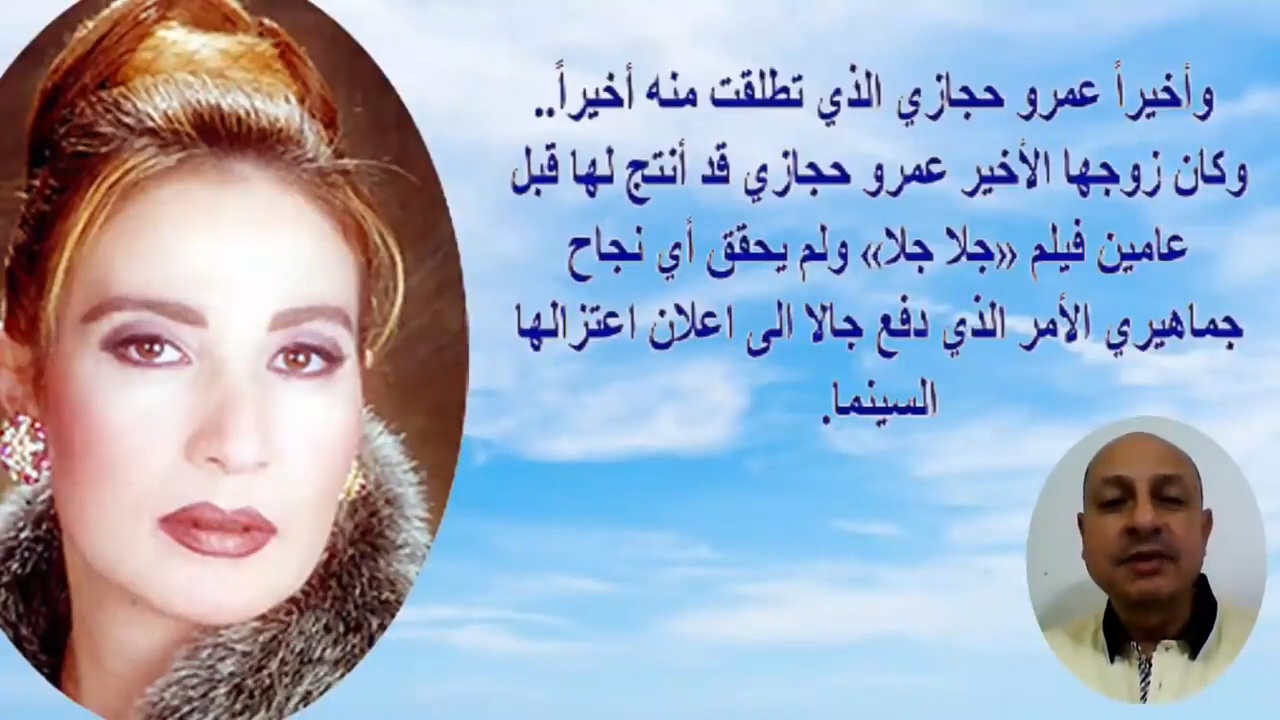 وأخيراً عمرو حجازي الذي تطلقت منه أخيراً..
وكان زوجها الأخير عمرو حجازي قد أنتج لها قبل
عامين فيلم «جلا جلا» ولم يحقق أي نجاح
جماهيري الأمر الذي دفع جالا الى اعلان اعتزالها
السينما.